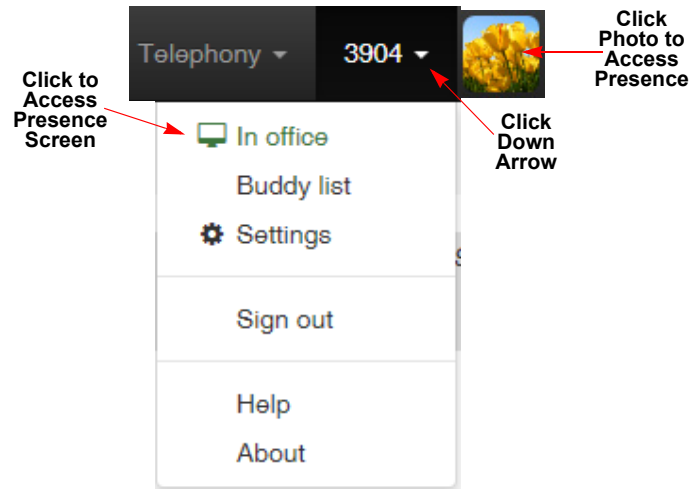 Telephony
3904
Click
Photo to
Access
Presence
Click to
Access
Presence
Screen
Click
Down
Arrow
In office
Buddy list
Settings
Sign out
Help
About